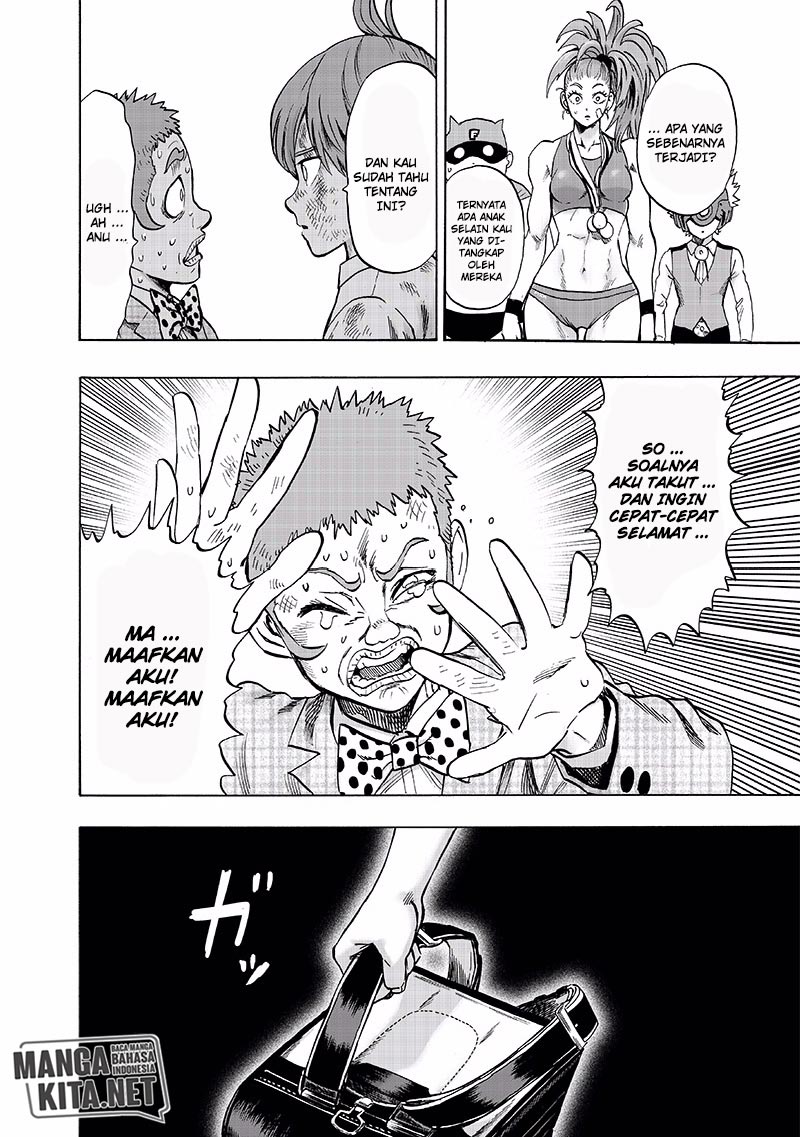 ... APA YANG
SEBENARNYA
TERJADI?
F
TERNYATA
ADA ANAK
SELAIN KAU
YANG DI-
TANGKAP
OLEH
MEREKA
DAN KAU
SUDAH TAHU
TENTANG
INI?
UGH ...
AH ...
ANU ...
SO ...
SOALNYA
AKU TAKUT ...
DAN INGIN
CEPAT-CEPAT
SELAMAT ...
MA ...
MAAFKAN
AKU!
MAAFKAN
AKU!
ガッ
MANGA
KITA.NET
BACA MANGA
BAHASA
INDONESIA